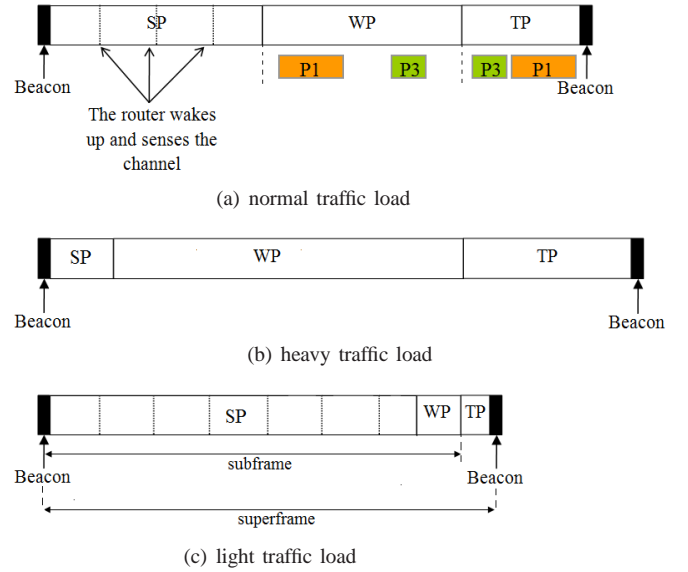 SP WP TP
P1 P3 P3 P1
Beacon Beacon
The router wakes
up and senses the
channel
(a) normal traffic load
SP WP TP
Beacon Beacon
(b) heavy traffic load
SP WP TP
Beacon subframe Beacon
superframe
(c) light traffic load